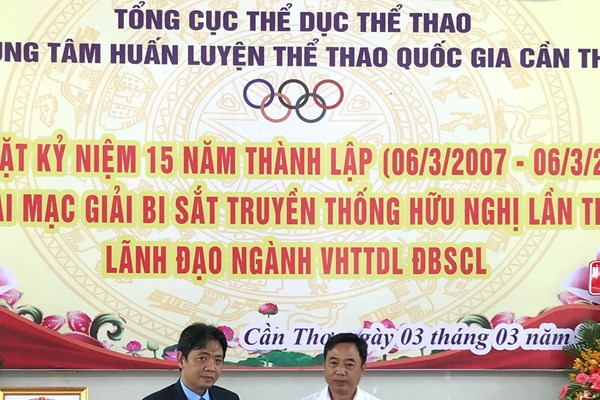 TỔNG CỤC THỂ DỤC THỂ THAO
UNG TÂM HUẤN LUYỆN THỂ THAO QUỐC GIA CẦN TH
ẶT KỶ NIỆM 15 NĂM THÀNH LẬP (06/3/2007 - 06/3/2
AI MẠC GIẢI BI SẮT TRUYỀN THỐNG HỮU NGHỊ LẦN TH
LÃNH ĐẠO NGÀNH VHTTDL ĐBSCL
Cần Thơ, ngày 03 tháng 03 năm